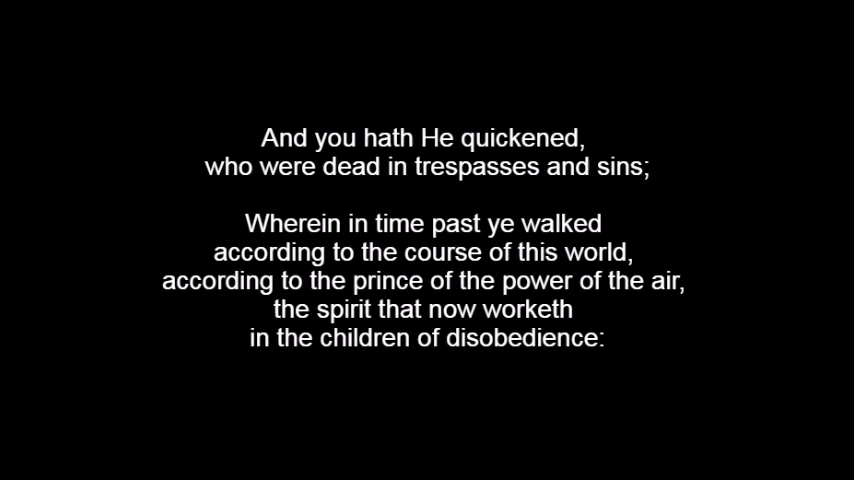 And you hath He quickened,
who were dead in trespasses and sins;
Wherein in time past ye walked
according to the course of this world,
according to the prince of the power of the air,
the spirit that now worketh
in the children of disobedience: